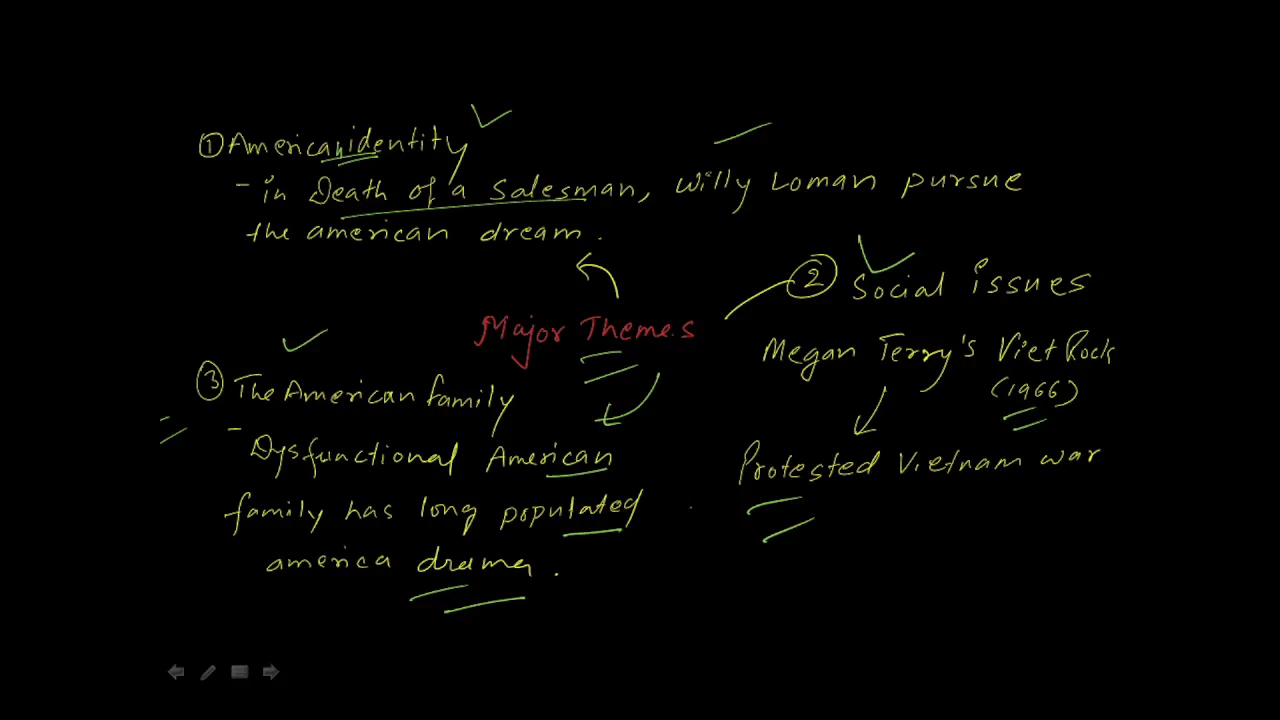 ① American identity
- in Death of a Salesman, Willy Loman pursue
the american dream.
Major Themes
② Social issues
Megan Terry's Viet Rock
(1966)
Protested Vietnam war
③ The American family
- Dysfunctional American
family has long populated
america drama.